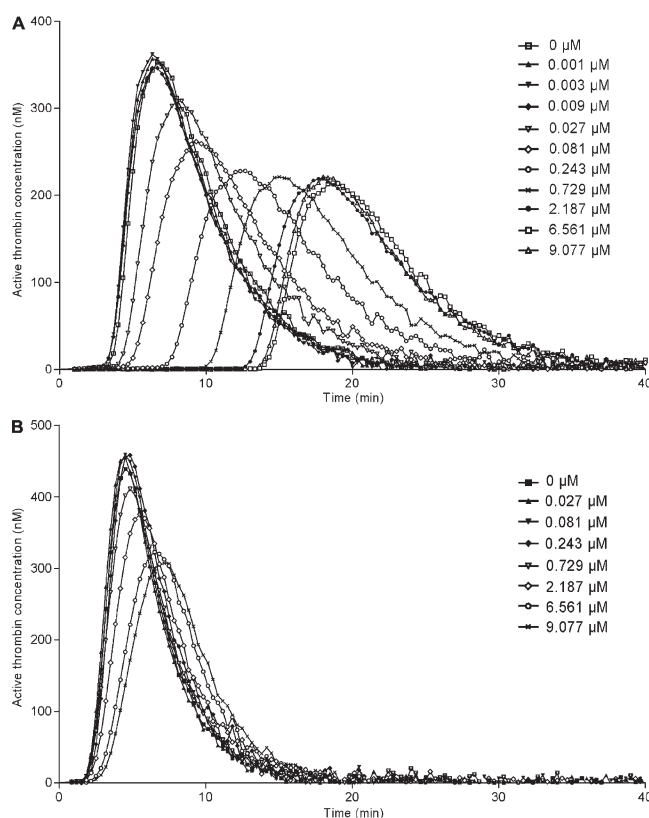 A
400
300
200
100
0
Active thrombin concentration (nM)
0 µM
0.001 µM
0.003 µM
0.009 µM
0.027 µM
0.081 µM
0.243 µM
0.729 µM
2.187 µM
6.561 µM
9.077 µM
0 10 20 30 40
Time (min)
B
500
400
300
200
100
0
Active thrombin concentration (nM)
0 µM
0.027 µM
0.081 µM
0.243 µM
0.729 µM
2.187 µM
6.561 µM
9.077 µM
0 10 20 30 40
Time (min)